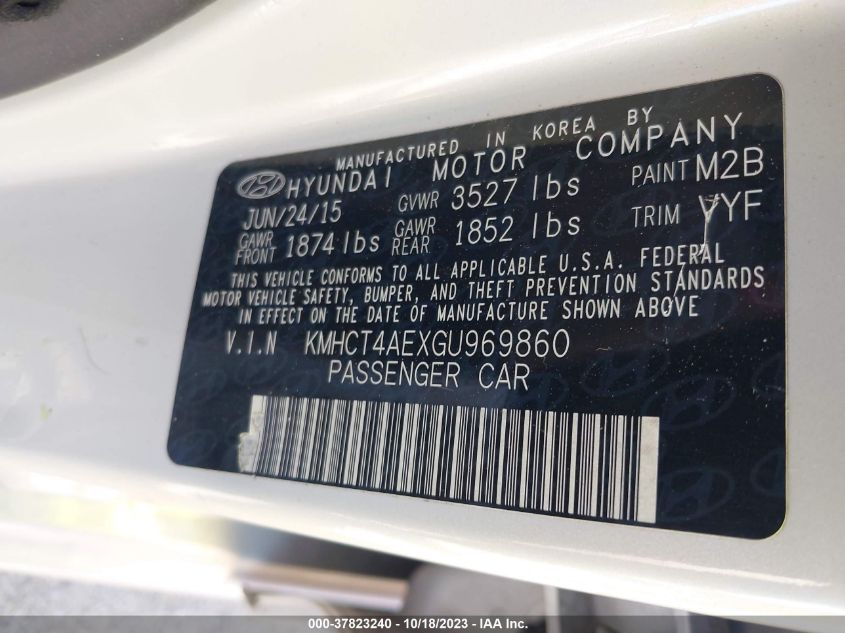 MANUFACTURED IN KOREA BY
HYUNDAI MOTOR COMPANY
JUN/24/15 GVWR 3527 lbs PAINT M2B
GAWR FRONT 1874 lbs GAWR REAR 1852 lbs TRIM YYF
THIS VEHICLE CONFORMS TO ALL APPLICABLE U.S.A. FEDERAL
MOTOR VEHICLE SAFETY, BUMPER, AND THEFT PREVENTION STANDARDS
IN EFFECT ON THE DATE OF MANUFACTURE SHOWN ABOVE
V.I.N KMHCT4AEXGU969860
PASSENGER CAR
000-37823240 - 10/18/2023 - IAA Inc.